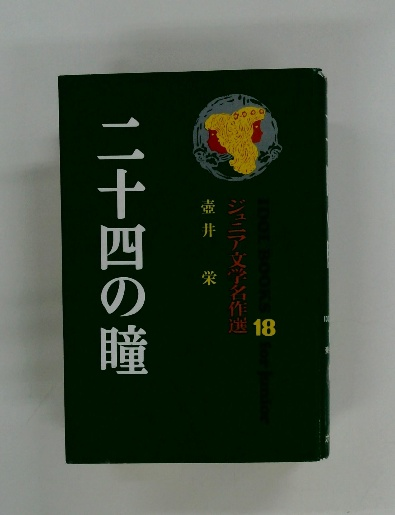 二十四の瞳
壺井 栄
ジュニア文学名作選
18